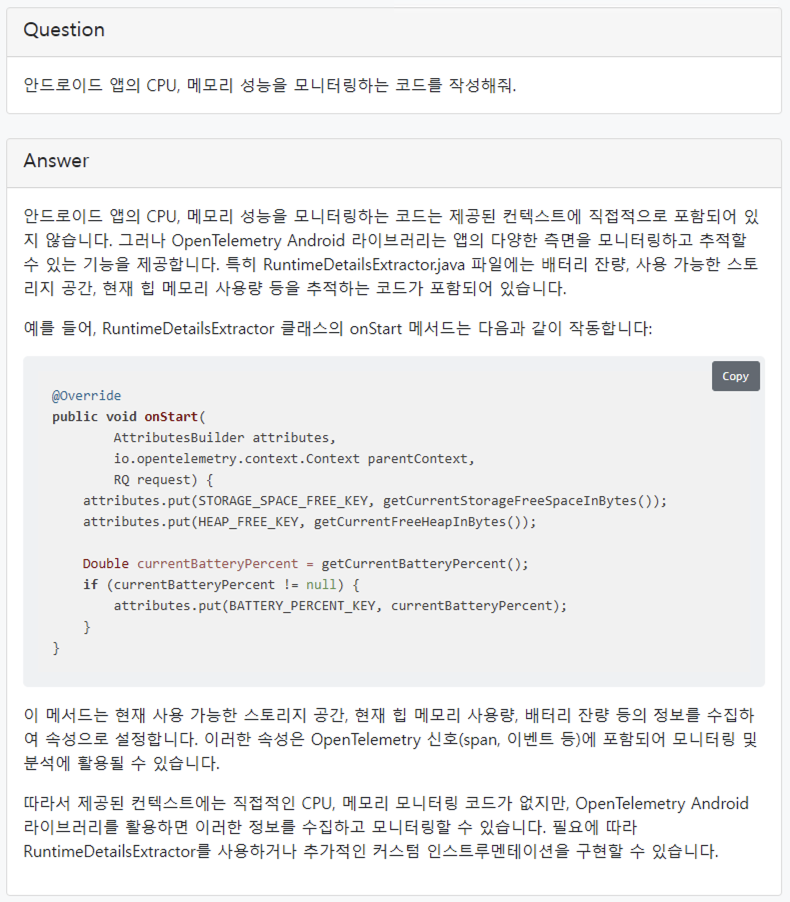 Question
안드로이드 앱의 CPU, 메모리 성능을 모니터링하는 코드를 작성해줘.
Answer
안드로이드 앱의 CPU, 메모리 성능을 모니터링하는 코드는 제공된 컨텍스트에 직접적으로 포함되어 있
지 않습니다. 그러나 OpenTelemetry Android 라이브러리는 앱의 다양한 측면을 모니터링하고 추적할
수 있는 기능을 제공합니다. 특히 RuntimeDetailsExtractor.java 파일에는 배터리 잔량, 사용 가능한 스토
리지 공간, 현재 힙 메모리 사용량 등을 추적하는 코드가 포함되어 있습니다.
예를 들어, RuntimeDetailsExtractor 클래스의 onStart 메서드는 다음과 같이 작동합니다:
Copy
@Override
public void onStart(
        AttributesBuilder attributes,
        io.opentelemetry.context.Context parentContext,
        RQ request) {
    attributes.put(STORAGE_SPACE_FREE_KEY, getCurrentStorageFreeSpaceInBytes());
    attributes.put(HEAP_FREE_KEY, getCurrentFreeHeapInBytes());
    Double currentBatteryPercent = getCurrentBatteryPercent();
    if (currentBatteryPercent != null) {
        attributes.put(BATTERY_PERCENT_KEY, currentBatteryPercent);
    }
}
이 메서드는 현재 사용 가능한 스토리지 공간, 현재 힙 메모리 사용량, 배터리 잔량 등의 정보를 수집하
여 속성으로 설정합니다. 이러한 속성은 OpenTelemetry 신호(span, 이벤트 등)에 포함되어 모니터링 및
분석에 활용될 수 있습니다.
따라서 제공된 컨텍스트에는 직접적인 CPU, 메모리 모니터링 코드가 없지만, OpenTelemetry Android
라이브러리를 활용하면 이러한 정보를 수집하고 모니터링할 수 있습니다. 필요에 따라
RuntimeDetailsExtractor를 사용하거나 추가적인 커스텀 인스트루멘테이션을 구현할 수 있습니다.